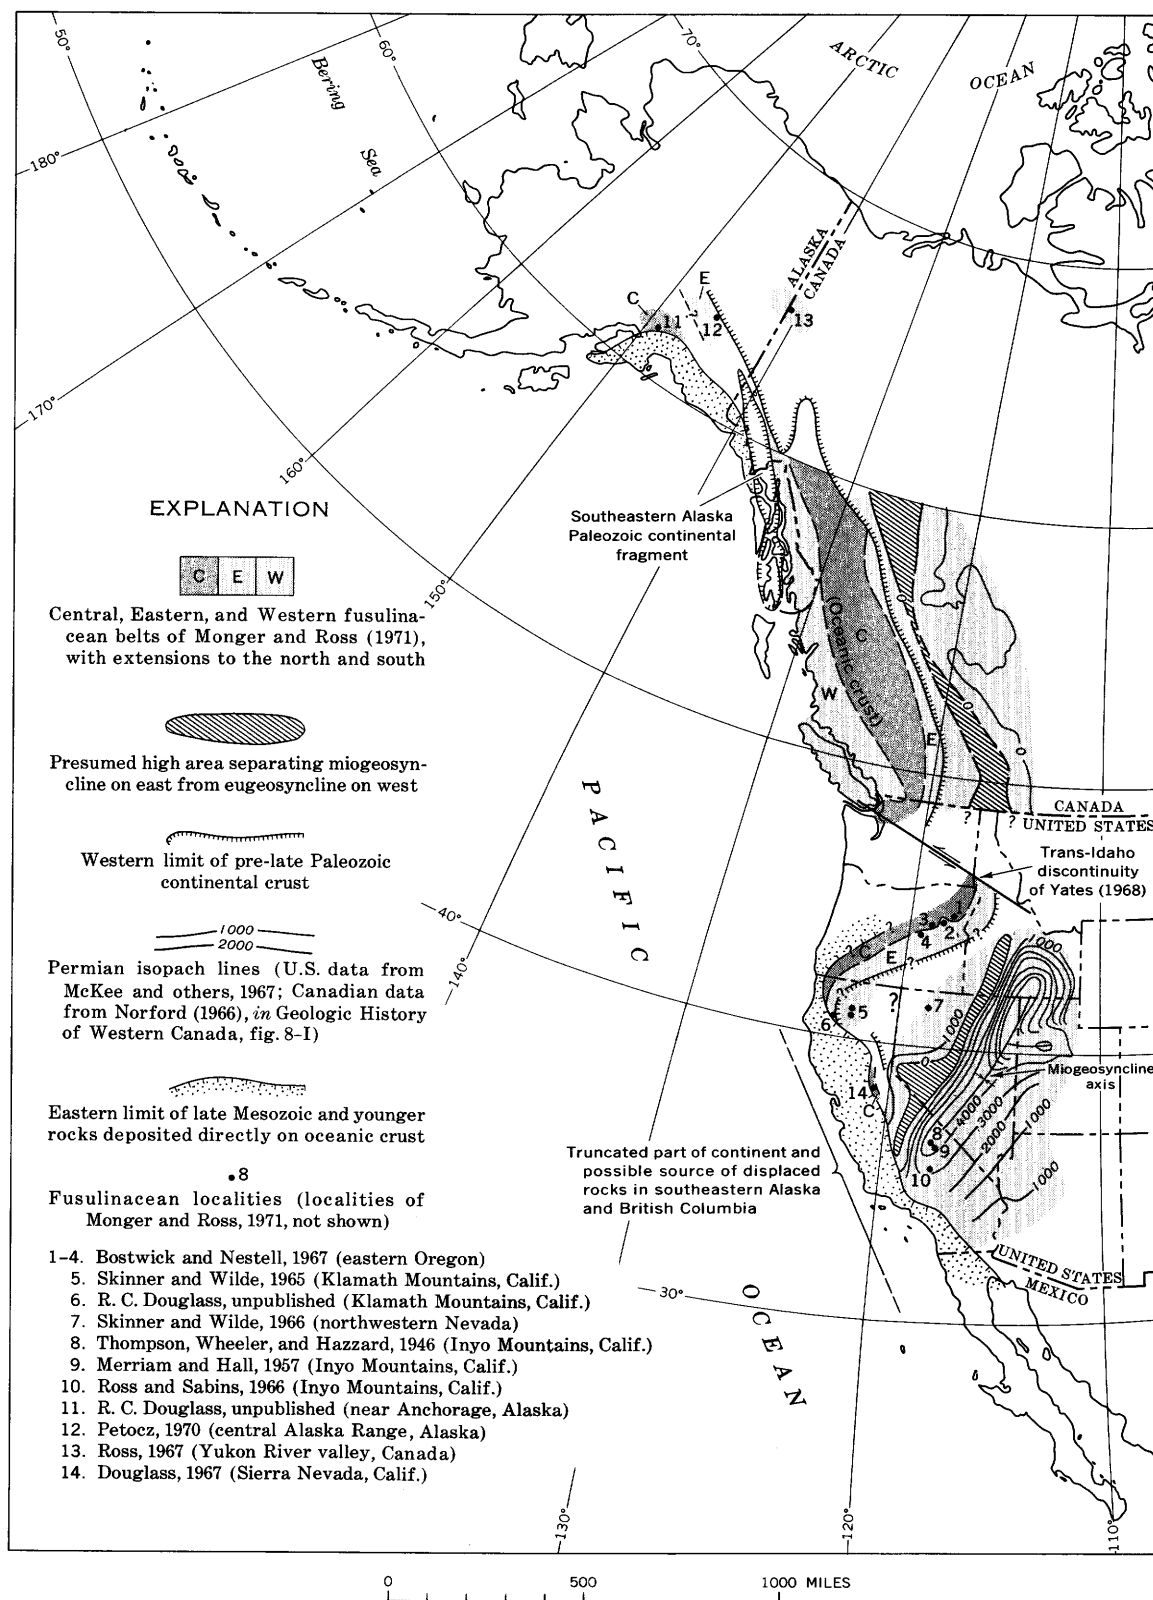 50°
60°
70°
ARCTIC
OCEAN
Bering
Sea
180°
170°
160°
150°
ALASKA
CANADA
C
11
?
E
12
13
EXPLANATION
C E W
Central, Eastern, and Western fusulina-
cean belts of Monger and Ross (1971),
with extensions to the north and south
Presumed high area separating miogeosyn-
cline on east from eugeosyncline on west
Western limit of pre-late Paleozoic
continental crust
1000
2000
Permian isopach lines (U.S. data from
McKee and others, 1967; Canadian data
from Norford (1966), in Geologic History
of Western Canada, fig. 8-I)
Eastern limit of late Mesozoic and younger
rocks deposited directly on oceanic crust
8
Fusulinacean localities (localities of
Monger and Ross, 1971, not shown)
1-4. Bostwick and Nestell, 1967 (eastern Oregon)
5. Skinner and Wilde, 1965 (Klamath Mountains, Calif.)
6. R. C. Douglass, unpublished (Klamath Mountains, Calif.)
7. Skinner and Wilde, 1966 (northwestern Nevada)
8. Thompson, Wheeler, and Hazzard, 1946 (Inyo Mountains, Calif.)
9. Merriam and Hall, 1957 (Inyo Mountains, Calif.)
10. Ross and Sabins, 1966 (Inyo Mountains, Calif.)
11. R. C. Douglass, unpublished (near Anchorage, Alaska)
12. Petocz, 1970 (central Alaska Range, Alaska)
13. Ross, 1967 (Yukon River valley, Canada)
14. Douglass, 1967 (Sierra Nevada, Calif.)
Southeastern Alaska
Paleozoic continental
fragment
(Oceanic crust)
C
W
E
0
0
0
PACIFIC
OCEAN
CANADA
UNITED STATES
? ?
Trans-Idaho
discontinuity
of Yates (1968)
40°
140°
1
2
3
4
C
E
? ? ? ? ? ?
5
6
7
?
1000
1000
0
0
Miogeosyncline
axis
14
C
4000
3000
2000
1000
8
9
10
1000
Truncated part of continent and
possible source of displaced
rocks in southeastern Alaska
and British Columbia
UNITED STATES
MEXICO
30°
130°
120°
110°
0 500 1000 MILES